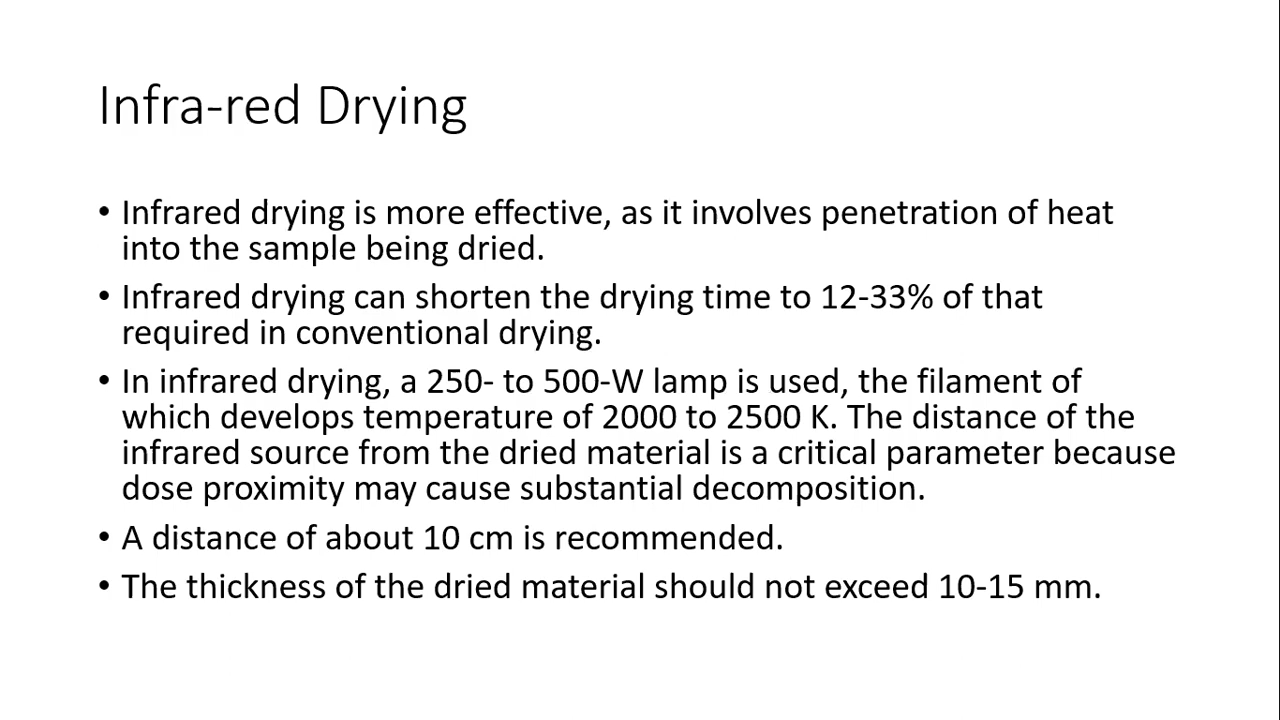 Infra-red Drying
• Infrared drying is more effective, as it involves penetration of heat
into the sample being dried.
• Infrared drying can shorten the drying time to 12-33% of that
required in conventional drying.
• In infrared drying, a 250- to 500-W lamp is used, the filament of
which develops temperature of 2000 to 2500 K. The distance of the
infrared source from the dried material is a critical parameter because
dose proximity may cause substantial decomposition.
• A distance of about 10 cm is recommended.
• The thickness of the dried material should not exceed 10-15 mm.